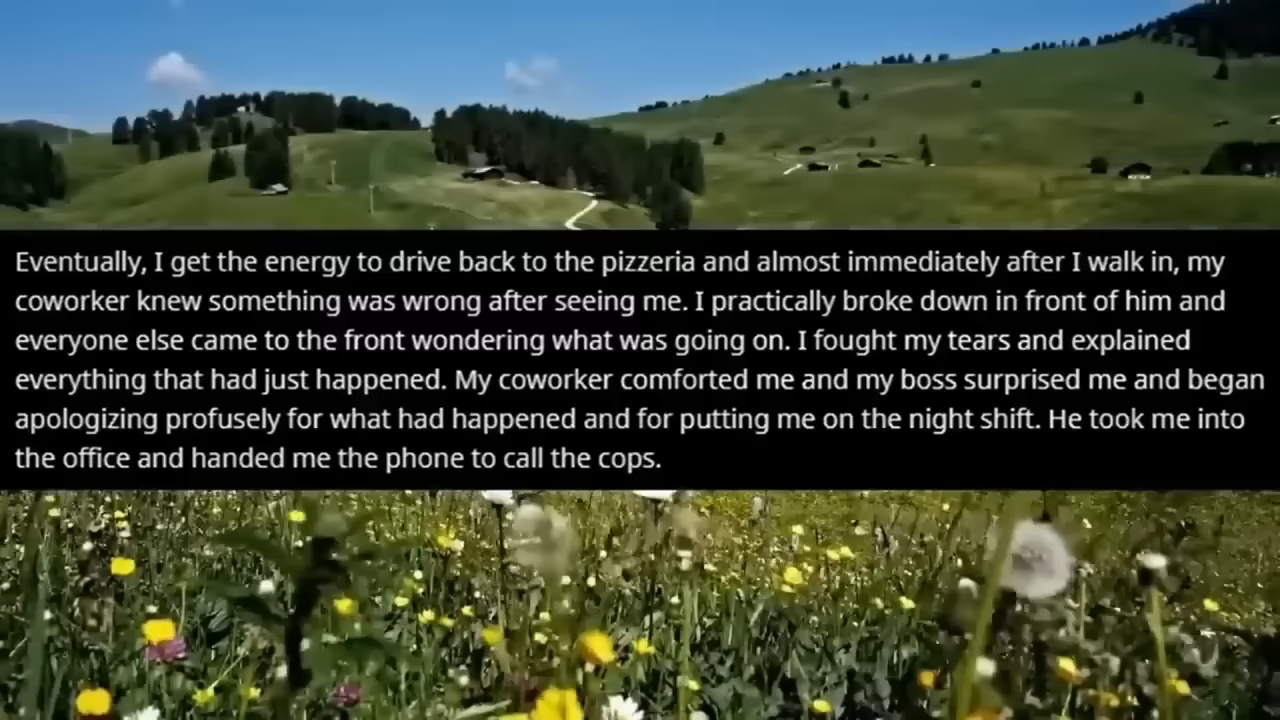 Eventually, I get the energy to drive back to the pizzeria and almost immediately after I walk in, my
coworker knew something was wrong after seeing me. I practically broke down in front of him and
everyone else came to the front wondering what was going on. I fought my tears and explained
everything that had just happened. My coworker comforted me and my boss surprised me and began
apologizing profusely for what had happened and for putting me on the night shift. He took me into
the office and handed me the phone to call the cops.